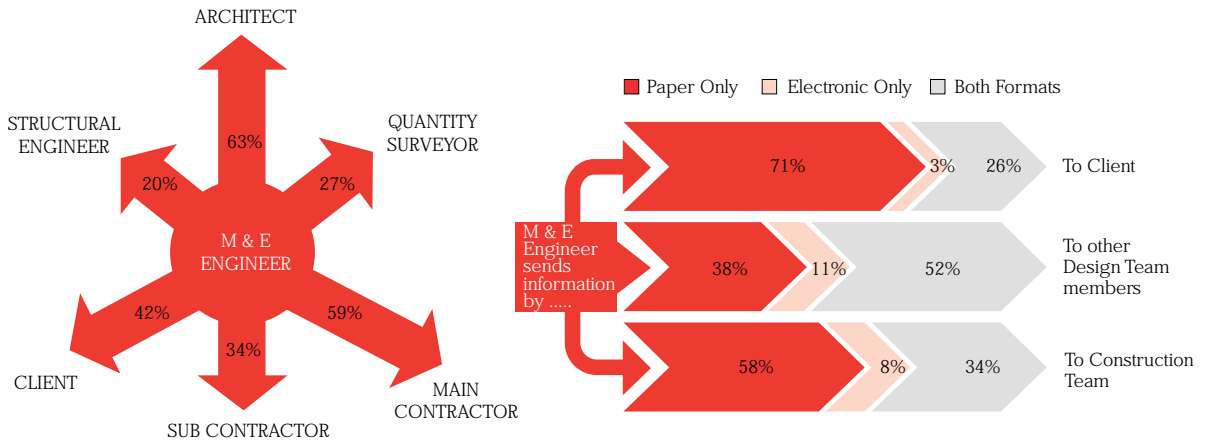 ARCHITECT
STRUCTURAL
ENGINEER
QUANTITY
SURVEYOR
63%
20%
27%
M & E
ENGINEER
42%
59%
34%
CLIENT
MAIN
CONTRACTOR
SUB CONTRACTOR
Paper Only
Electronic Only
Both Formats
M & E
Engineer
sends
information
by .....
71%
3%
26%
To Client
38%
11%
52%
To other
Design Team
members
58%
8%
34%
To Construction
Team